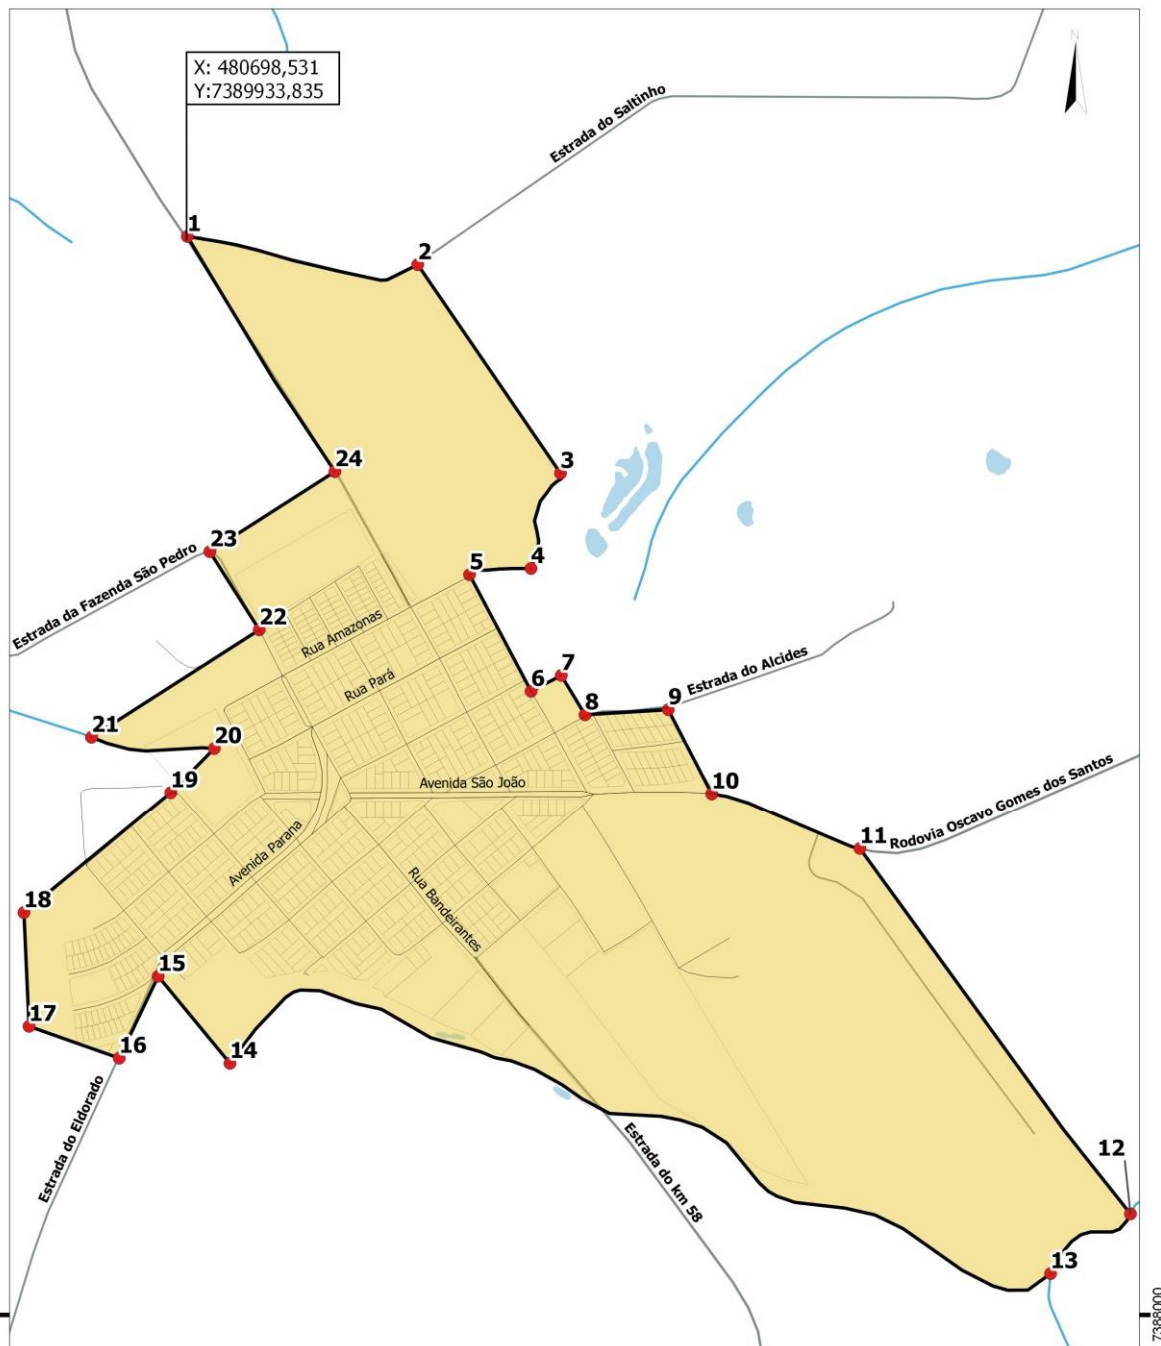 N
X: 480698,531
Y:7389933,835
Estrada do Saltinho
1
2
24
3
23
5
4
Estrada da Fazenda São Pedro
22
Rua Amazonas
7
6
Rua Pará
Estrada do Alcides
8
9
21
20
19
Avenida São João
10
Rodovia Oscavo Gomes dos Santos
11
Avenida Parana
18
Rua Bandeirantes
15
17
16
14
Estrada do Eldorado
Estrada do km 58
12
13
7388000